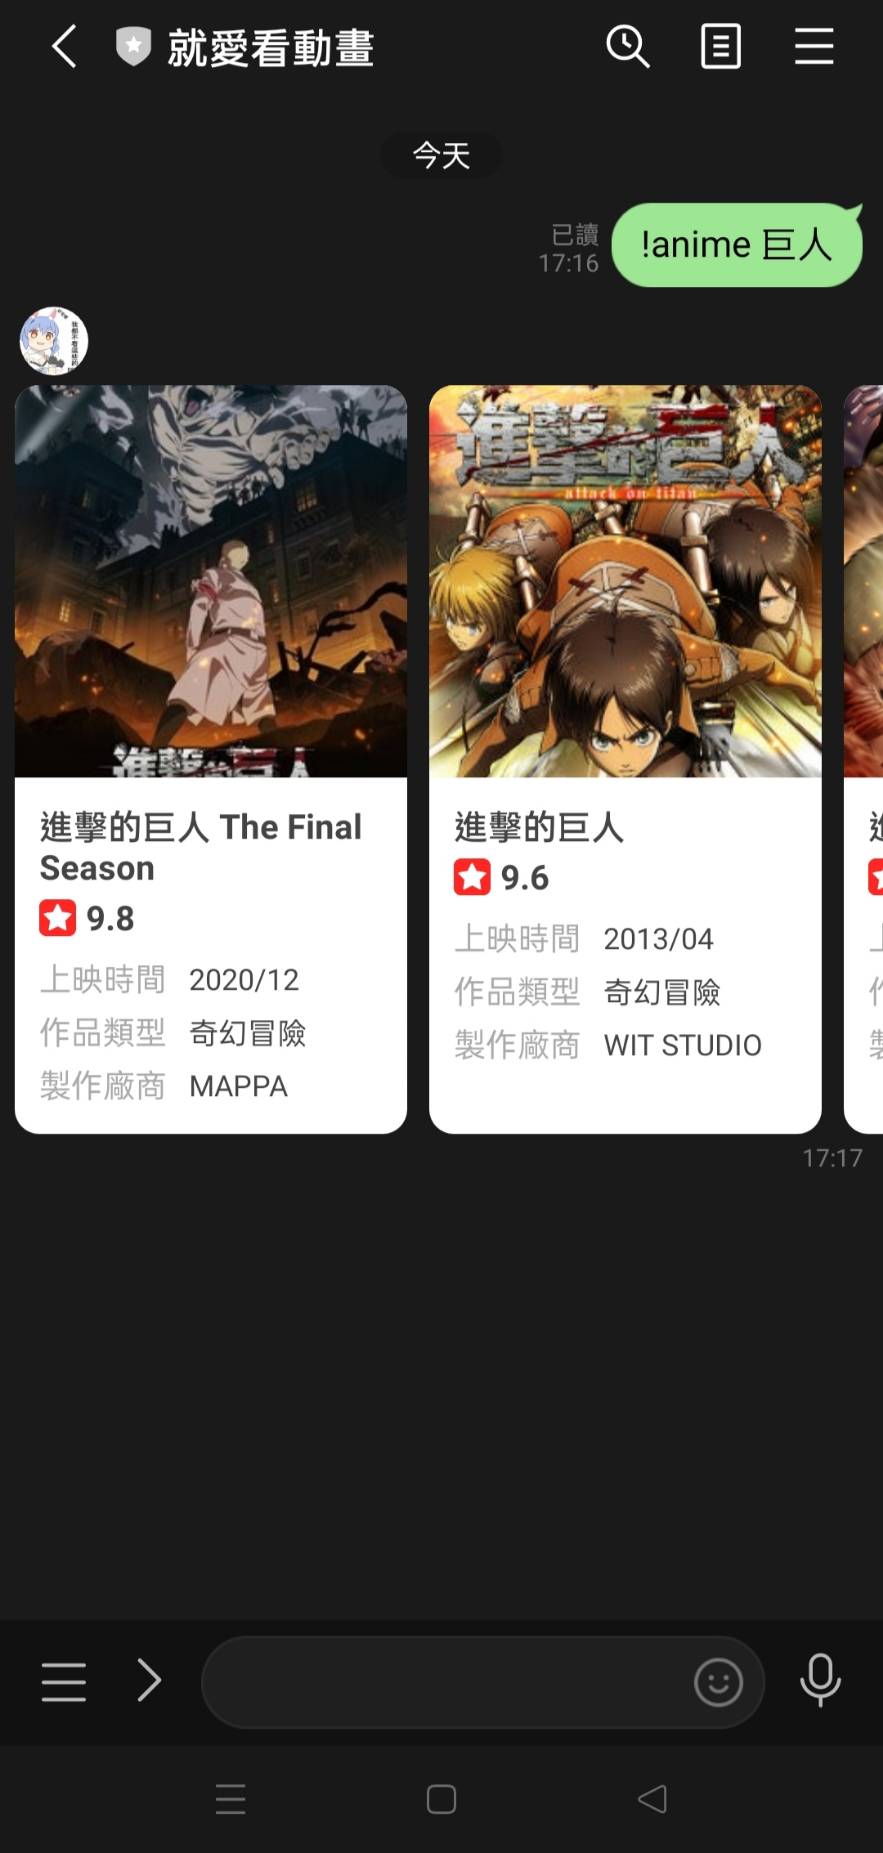 就愛看動畫
今天
已讀
17:16
!anime 巨人
進擊的巨人
attack on titan
進擊的巨人
進擊的巨人 The Final
Season
9.8
上映時間 2020/12
作品類型 奇幻冒險
製作廠商 MAPPA
進擊的巨人
9.6
上映時間 2013/04
作品類型 奇幻冒險
製作廠商 WIT STUDIO
17:17